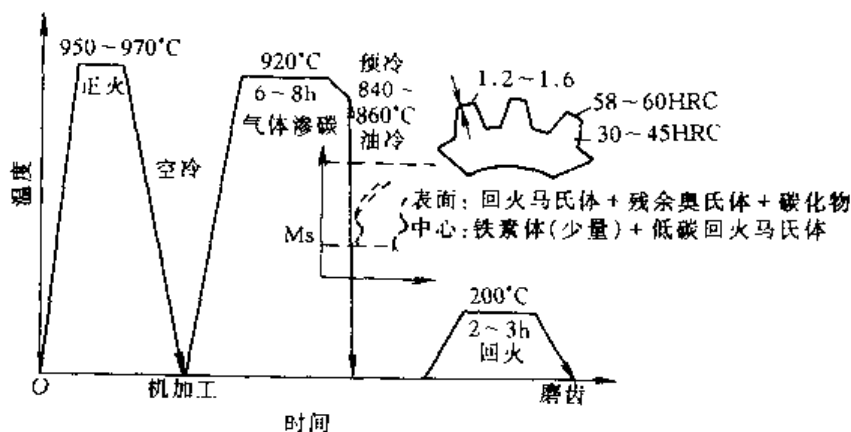 950~970°C
正火
空冷
920°C
6~8h
气体渗碳
预冷
840~
860°C
油冷
1.2~1.6
58~60HRC
30~45HRC
表面：回火马氏体+残余奥氏体+碳化物
中心：铁素体(少量)+低碳回火马氏体
Ms
200°C
2~3h
回火
温度
O
机加工
磨齿
时间